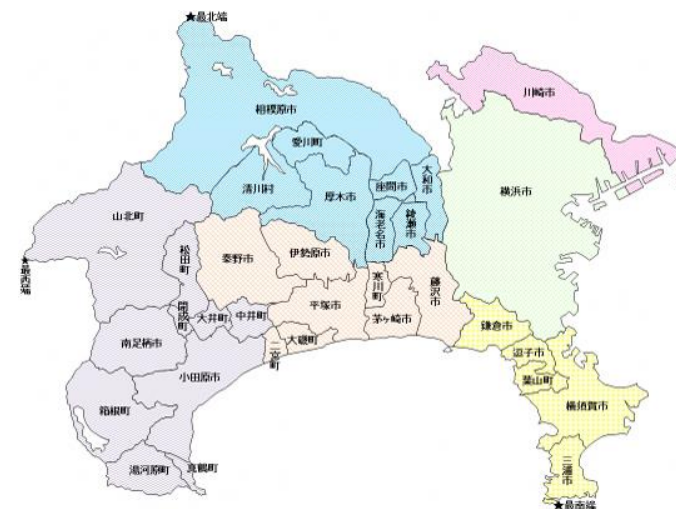 ★最北端
川崎市
相模原市
愛川町
大和市
座間市
清川村
厚木市
横浜市
海老名市
綾瀬市
山北町
松田町
秦野市
伊勢原市
★最西端
寒川町
藤沢市
開成町
大井町
中井町
平塚市
茅ヶ崎市
鎌倉市
南足柄市
大磯町
二宮町
逗子市
小田原市
葉山町
箱根町
横須賀市
湯河原町
真鶴町
三浦市
★最南端